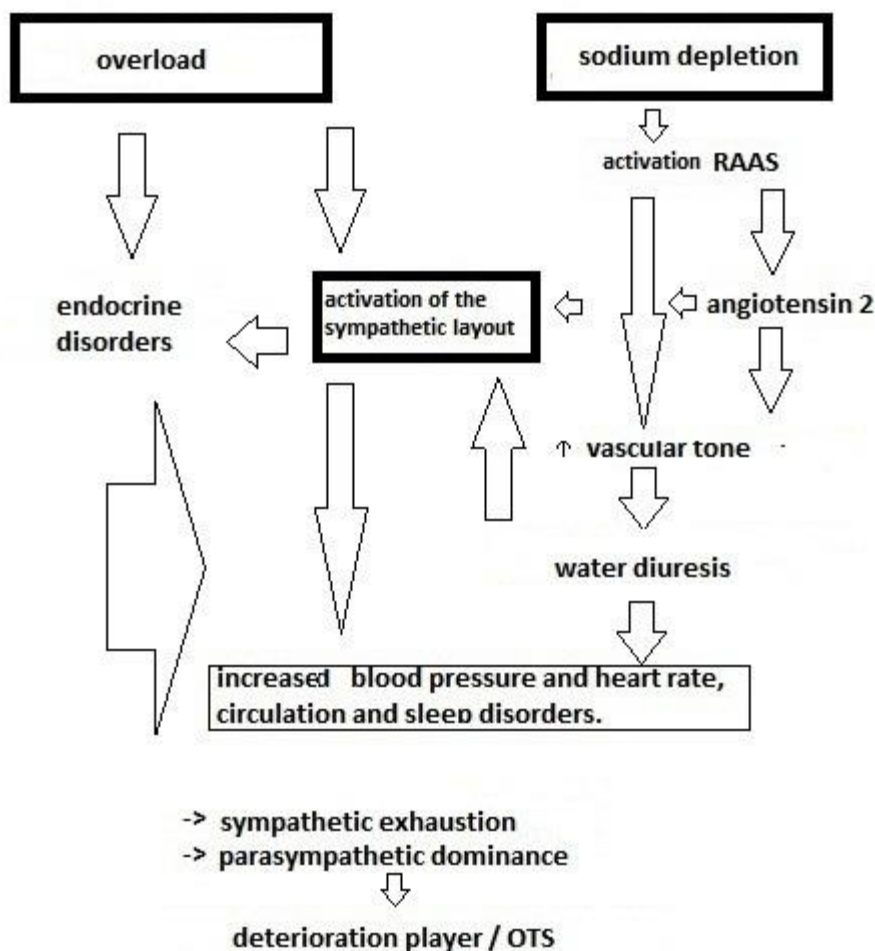 overload
sodium depletion
activation RAAS
endocrine
disorders
activation of the
sympathetic layout
angiotensin 2
↑ vascular tone
water diuresis
increased blood pressure and heart rate,
circulation and sleep disorders.
-> sympathetic exhaustion
-> parasympathetic dominance
deterioration player / OTS